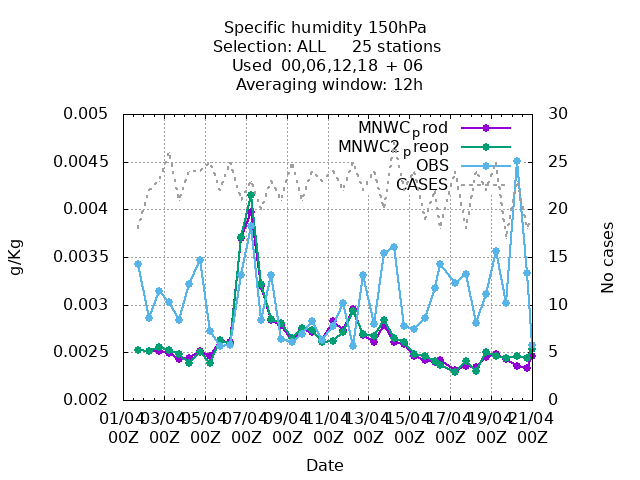 Specific humidity 150hPa
Selection: ALL 25 stations
Used 00,06,12,18 + 06
Averaging window: 12h
0.005
0.0045
0.004
0.0035
0.003
0.0025
0.002
30
25
20
15
10
5
0
g/Kg
No cases
MNWCprod
MNWC2preop
OBS
CASES
01/04 03/04 05/04 07/04 09/04 11/04 13/04 15/04 17/04 19/04 21/04
00Z 00Z 00Z 00Z 00Z 00Z 00Z 00Z 00Z 00Z 00Z
Date